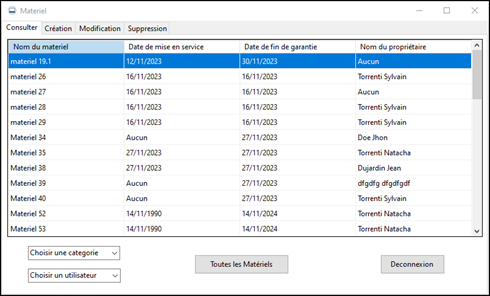 Materiel
Consulter Création Modification Suppression
Nom du materiel Date de mise en service Date de fin de garantie Nom du propriétaire
materiel 19.1 12/11/2023 30/11/2023 Aucun
materiel 26 16/11/2023 16/11/2023 Torrenti Sylvain
materiel 27 16/11/2023 16/11/2023 Aucun
materiel 28 16/11/2023 16/11/2023 Torrenti Sylvain
materiel 29 16/11/2023 16/11/2023 Torrenti Sylvain
Materiel 34 Aucun 27/11/2023 Doe Jhon
Materiel 35 27/11/2023 27/11/2023 Torrenti Natacha
Materiel 38 27/11/2023 27/11/2023 Dujardin Jean
Materiel 39 Aucun 27/11/2023 dfgdfg dfgdfgdf
Materiel 40 Aucun 27/11/2023 Torrenti Sylvain
Materiel 52 14/11/1990 14/11/2024 Torrenti Natacha
Materiel 53 14/11/1990 14/11/2024 Torrenti Natacha
Choisir une categorie
Toutes les Matériels Deconnexion
Choisir un utilisateur